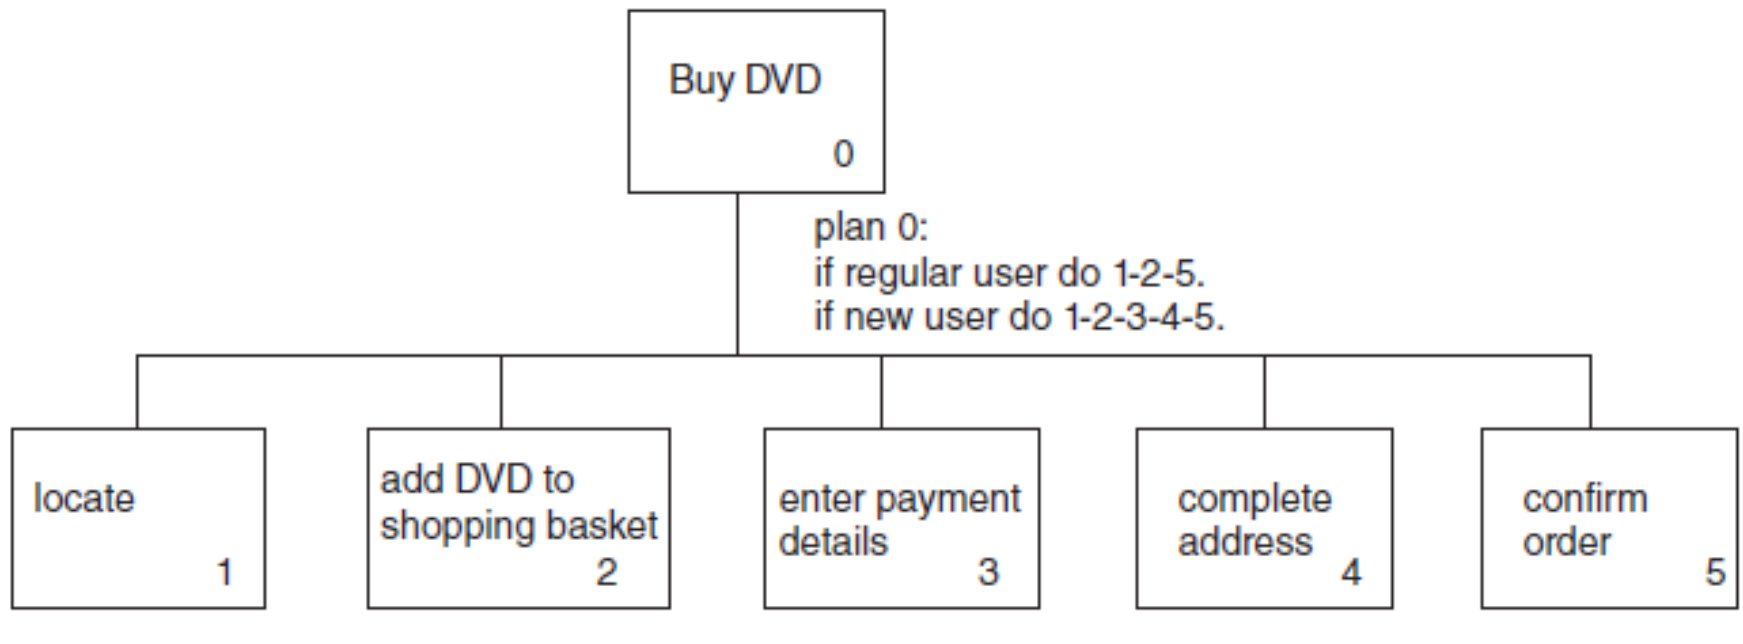 Buy DVD
0
plan 0:
if regular user do 1-2-5.
if new user do 1-2-3-4-5.
locate
1
add DVD to
shopping basket
2
enter payment
details
3
complete
address
4
confirm
order
5